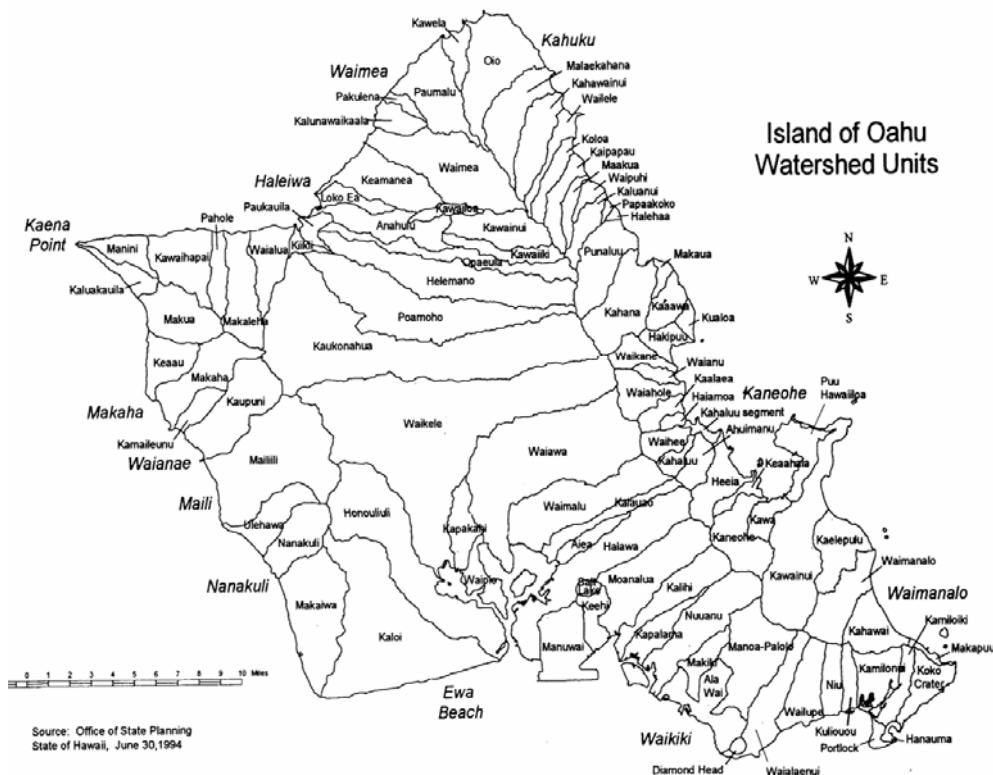 Island of Oahu
Watershed Units
Kawela
Kahuku
Oio
Malaekahana
Waimea
Kahawainui
Paumalu
Wailele
Pakulena
Kalunawaikaala
Koloa
Kaipapau
Waimea
Maakua
Waipuhi
Haleiwa
Keamanea
Kaluanui
Loko Ea
Papaakoko
Kawailoa
Halehaa
Paukauila
Pahole
Anahulu
Kawainui
Kaena
Point
Manini
Kawaihapai
Waialua
Kiikii
Kawaiiki
Punaluu
Makaua
Opaeula
Helemano
N
W
E
S
Kaluakauila
Makua
Makaleha
Poamoho
Kahana
Kaaawa
Kualoa
Hakipuu
Kaukonahua
Waikane
Keaau
Makaha
Waianu
Kaupuni
Waiahole
Kaalaea
Haiamoa
Kaneohe
Puu
Hawaiiloa
Makaha
Kamaileunu
Waikele
Kahaluu segment
Ahuimanu
Waianae
Mailiili
Waiawa
Waihee
Kahaluu
Keaahala
Heeia
Maili
Ulehawa
Honouliuli
Kapakahi
Waimalu
Kalauao
Kawa
Kaneohe
Kaelepulu
Nanakuli
Aiea
Halawa
Waimanalo
Nanakuli
Waipio
Salt
Lake
Moanalua
Kawainui
Waimanalo
Makaiwa
Keehi
Kalihi
Kaloi
Nuuanu
Kamiloiki
Manuwai
Kapalama
Manoa-Palolo
Kahawai
Makapuu
Makiki
Ala
Wai
Niu
Kamilonui
Koko
Crater
0 1 2 3 4 5 6 7 8 9 10 Miles
Ewa
Beach
Wailupe
Kuliouou
Portlock
Hanauma
Waikiki
Diamond Head
Waialaenui
Source: Office of State Planning
State of Hawaii, June 30,1994